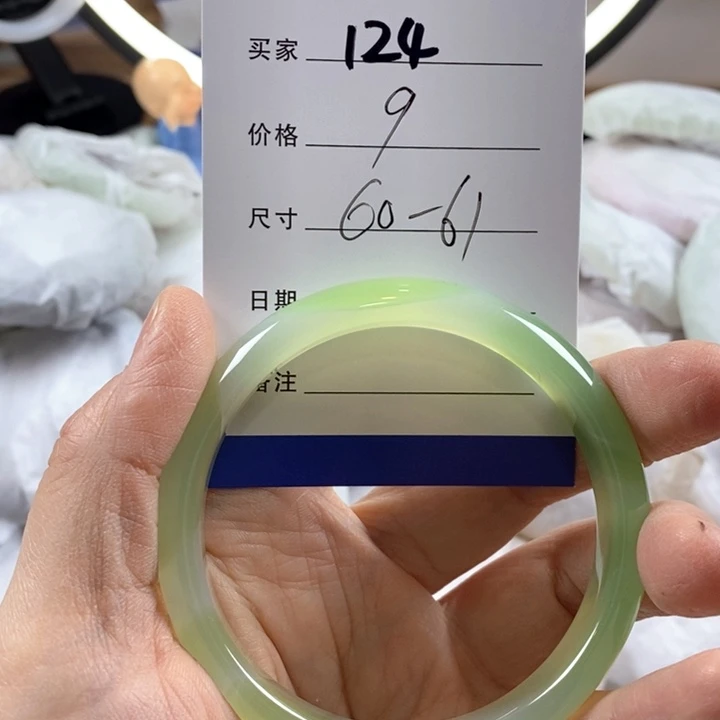 买家 124
价格 9
尺寸 60-61
日期
备注